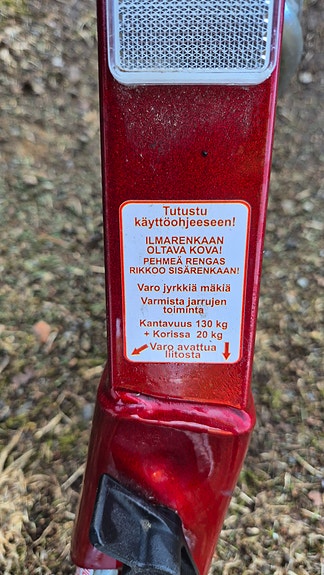 Tutustu
käyttöohjeeseen!
ILMARENKAAN
OLTAVA KOVA!
PEHMEÄ RENGAS
RIKKOO SISÄRENKAAN!
Varo jyrkkiä mäkiä
Varmista jarrujen
toiminta
Kantavuus 130 kg
+ Korissa 20 kg
Varo avattua
liitosta